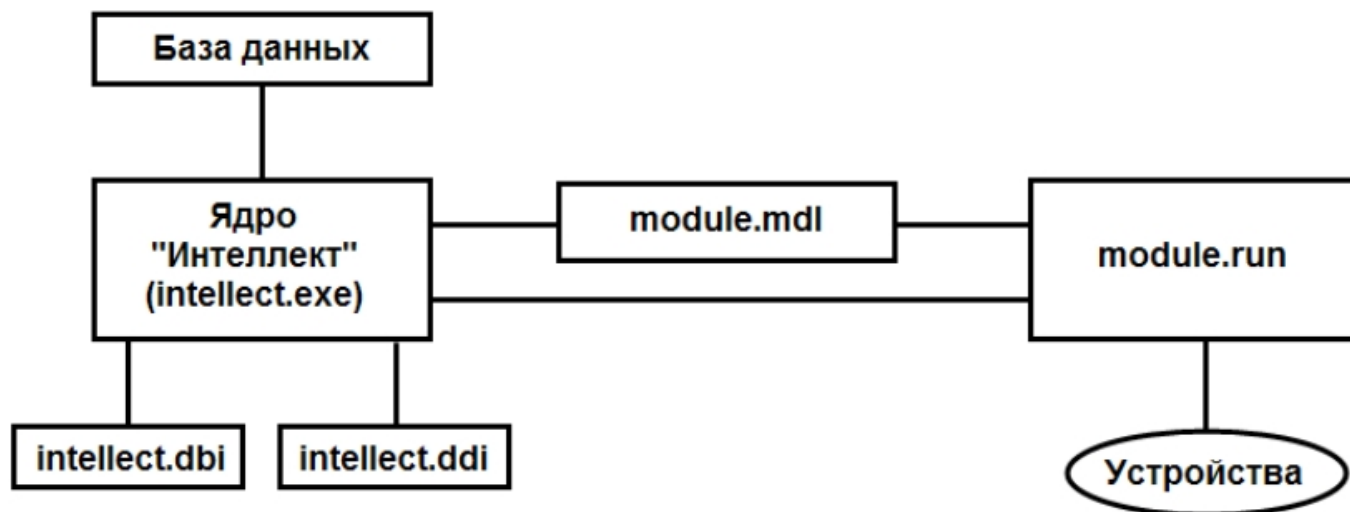 База данных
Ядро
"Интеллект"
(intellect.exe)
module.mdl
module.run
intellect.dbi
intellect.ddi
Устройства